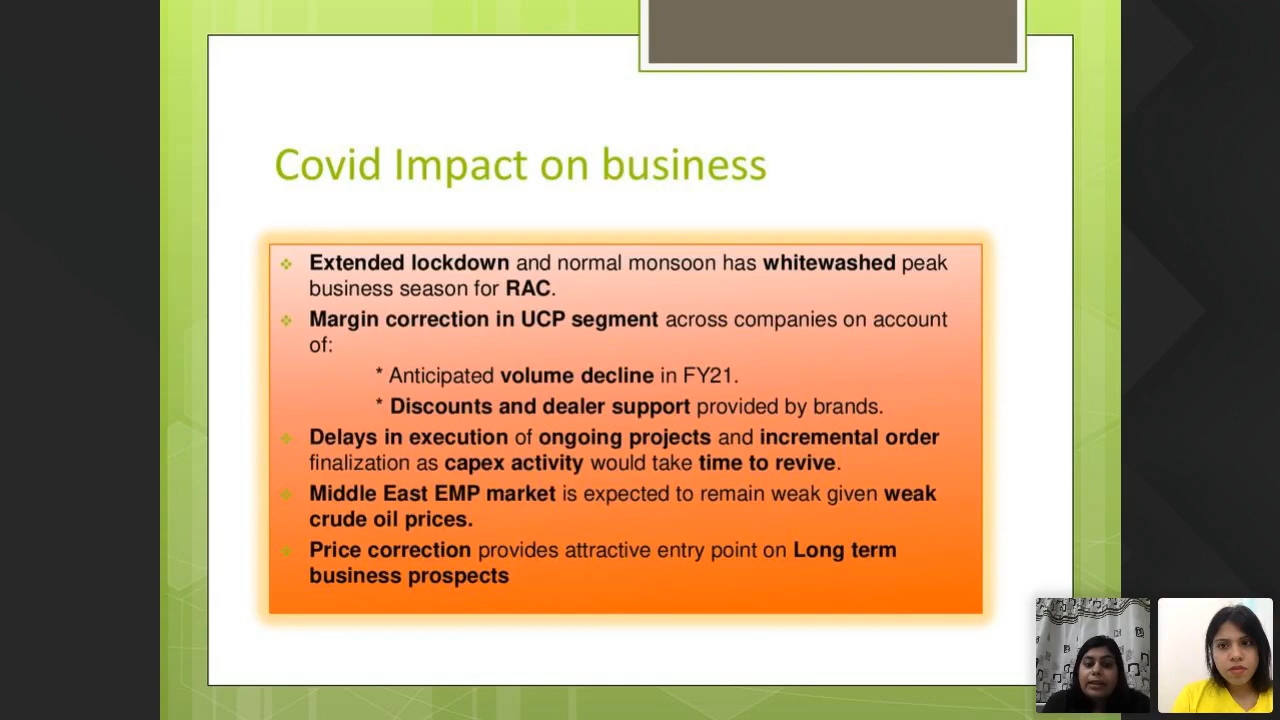 Covid Impact on business
Extended lockdown and normal monsoon has whitewashed peak
business season for RAC.
Margin correction in UCP segment across companies on account
of:
* Anticipated volume decline in FY21.
* Discounts and dealer support provided by brands.
Delays in execution of ongoing projects and incremental order
finalization as capex activity would take time to revive.
Middle East EMP market is expected to remain weak given weak
crude oil prices.
Price correction provides attractive entry point on Long term
business prospects